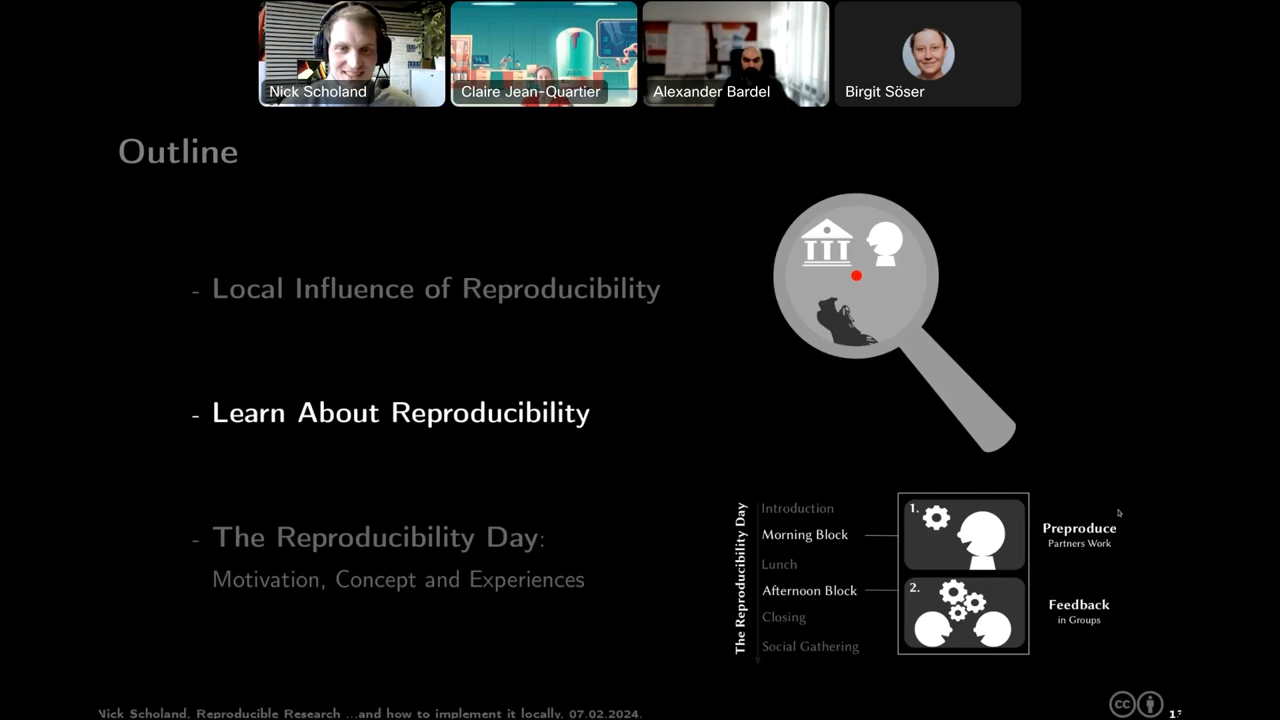 Nick Scholand
Claire Jean-Quartier
Alexander Bardel
Birgit Söser
Outline
- Local Influence of Reproducibility
- Learn About Reproducibility
- The Reproducibility Day:
Motivation, Concept and Experiences
The Reproducibility Day
Introduction
Morning Block
Lunch
Afternoon Block
Closing
Social Gathering
1.
2.
Preproduce
Partners Work
Feedback
in Groups
Nick Scholand, Reproducible Research ...and how to implement it locally, 07.02.2024.
cc